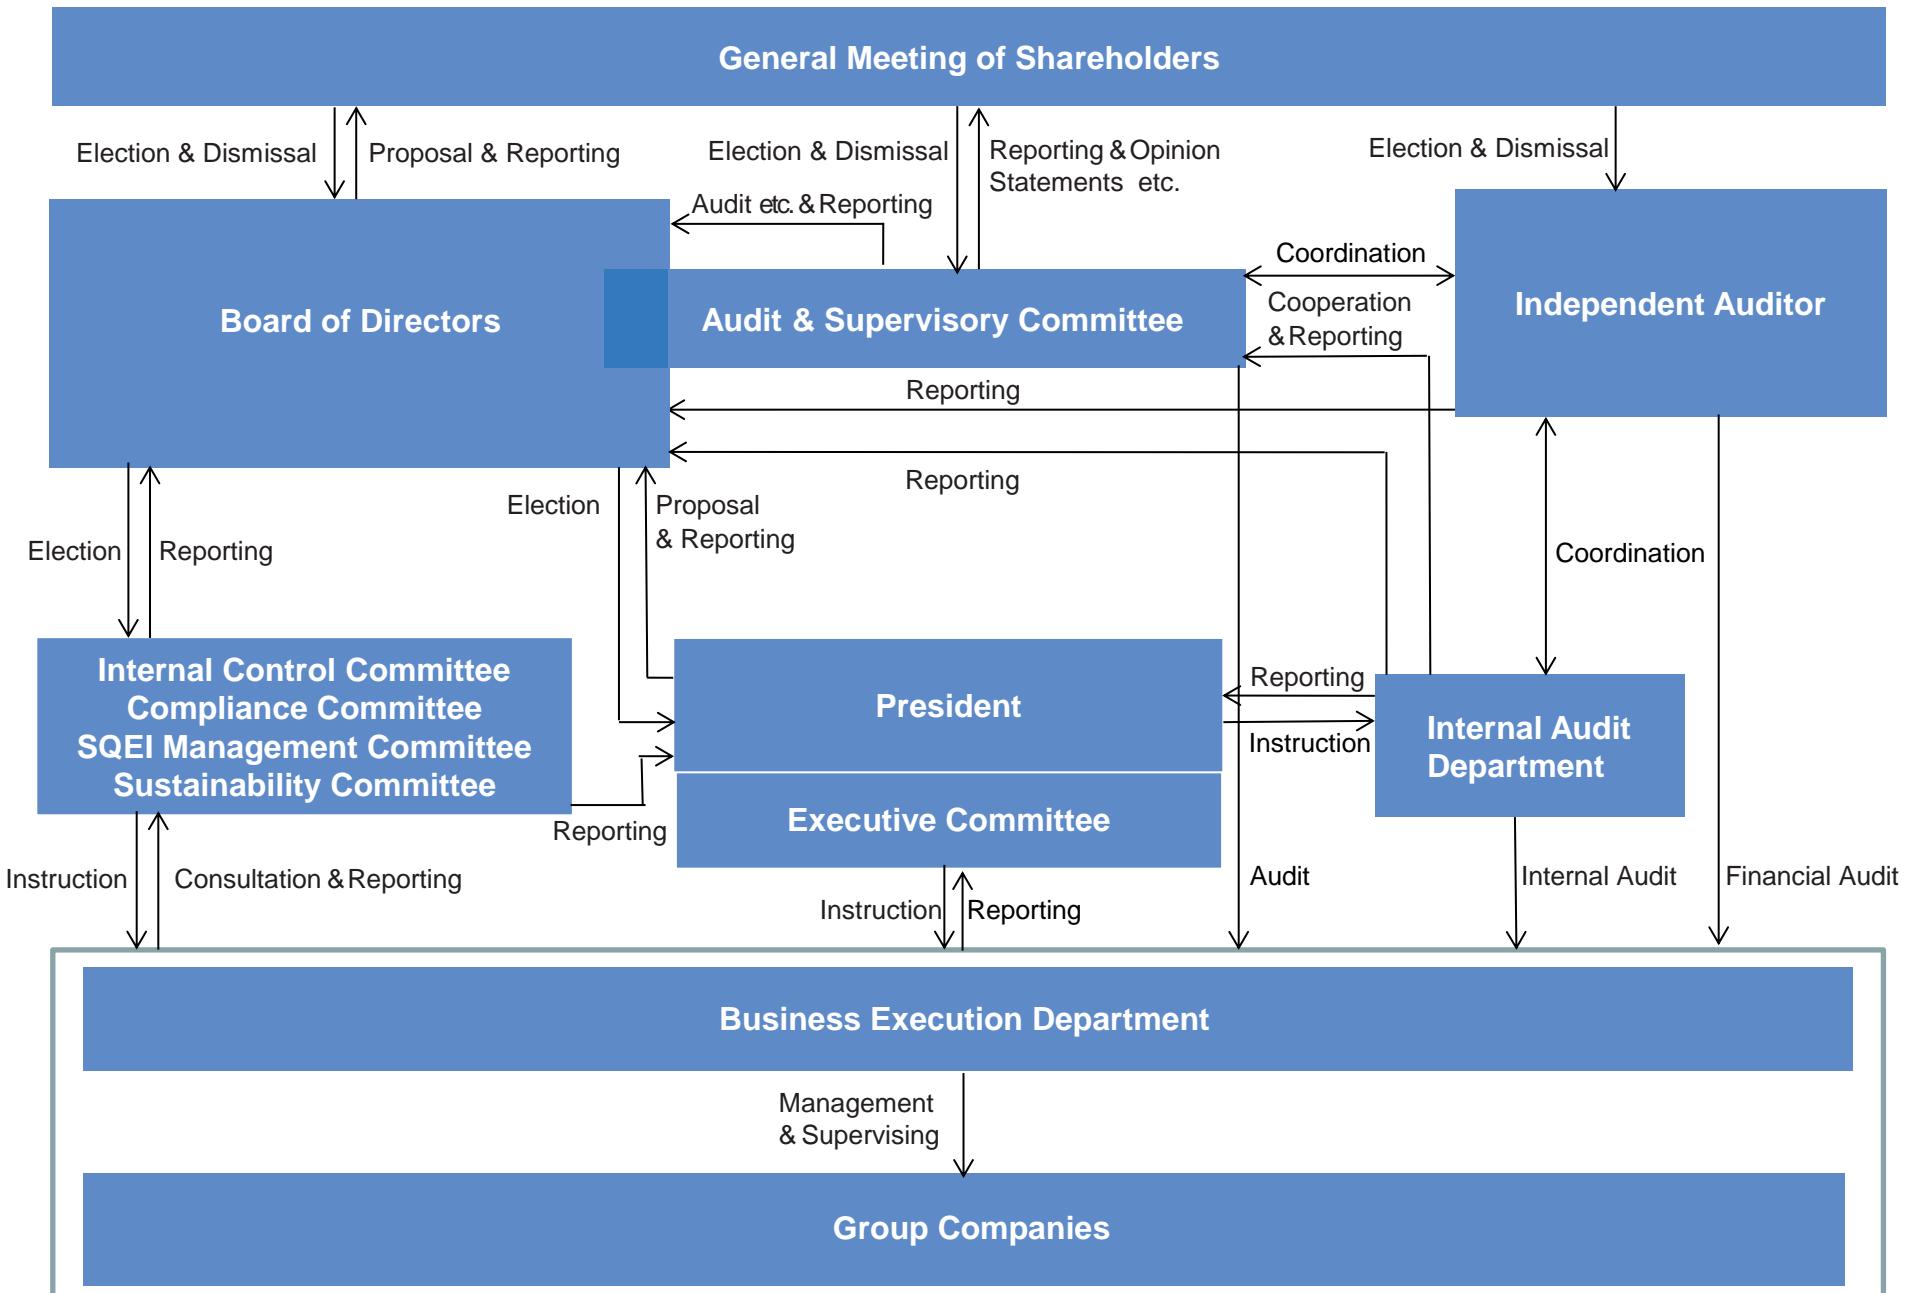 General Meeting of Shareholders
Election & Dismissal
Proposal & Reporting
Election & Dismissal
Reporting & Opinion
Statements etc.
Election & Dismissal
Audit etc. & Reporting
Board of Directors
Audit & Supervisory Committee
Coordination
Cooperation
& Reporting
Independent Auditor
Reporting
Reporting
Election
Proposal
& Reporting
Election
Reporting
Coordination
Internal Control Committee
Compliance Committee
SQEI Management Committee
Sustainability Committee
President
Reporting
Instruction
Internal Audit
Department
Executive Committee
Reporting
Instruction
Consultation & Reporting
Instruction
Reporting
Audit
Internal Audit
Financial Audit
Business Execution Department
Management
& Supervising
Group Companies